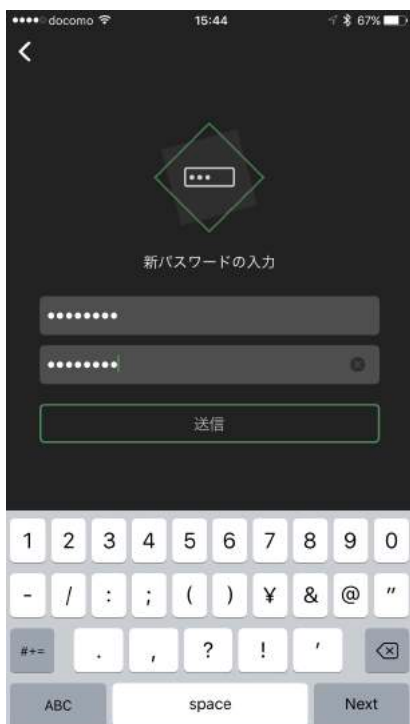 docomo 15:44 67%
新パスワードの入力
••••••••
••••••••
送信
1 2 3 4 5 6 7 8 9 0
- / : ; ( ) ¥ & @ "
#+= . , ? ! '
ABC space Next